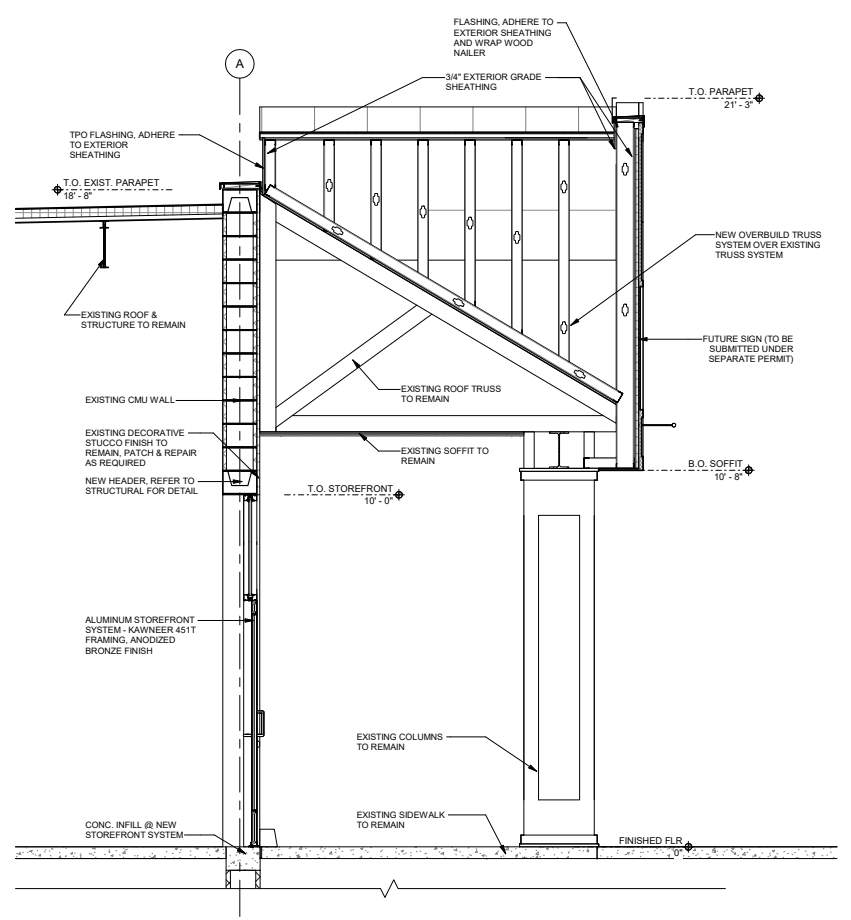 FLASHING, ADHERE TO
EXTERIOR SHEATHING
AND WRAP WOOD
NAILER
A
3/4" EXTERIOR GRADE
SHEATHING
T.O. PARAPET
21' - 3"
TPO FLASHING, ADHERE
TO EXTERIOR
SHEATHING
T.O. EXIST. PARAPET
18' - 8"
NEW OVERBUILD TRUSS
SYSTEM OVER EXISTING
TRUSS SYSTEM
EXISTING ROOF &
STRUCTURE TO REMAIN
FUTURE SIGN (TO BE
SUBMITTED UNDER
SEPARATE PERMIT)
EXISTING ROOF TRUSS
TO REMAIN
EXISTING CMU WALL
EXISTING DECORATIVE
STUCCO FINISH TO
REMAIN, PATCH & REPAIR
AS REQUIRED
EXISTING SOFFIT TO
REMAIN
B.O. SOFFIT
10' - 8"
NEW HEADER, REFER TO
STRUCTURAL FOR DETAIL
T.O. STOREFRONT
10' - 0"
ALUMINUM STOREFRONT
SYSTEM - KAWNEER 451T
FRAMING, ANODIZED
BRONZE FINISH
EXISTING COLUMNS
TO REMAIN
CONC. INFILL @ NEW
STOREFRONT SYSTEM
EXISTING SIDEWALK
TO REMAIN
FINISHED FLR
0"